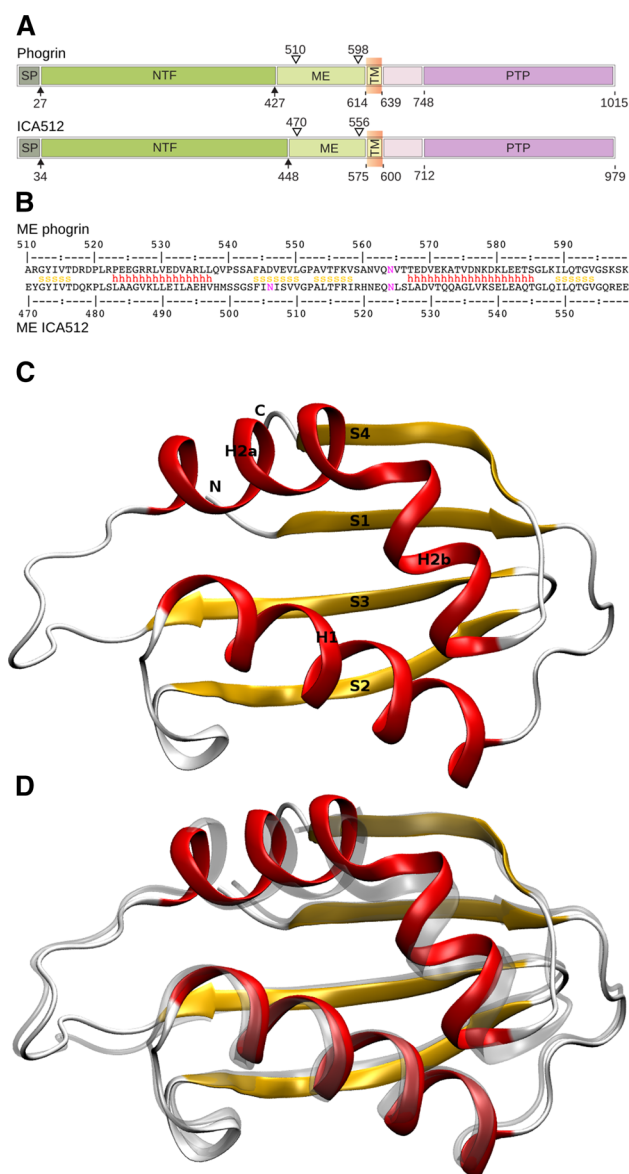 A
Phogrin
510 598
SP NTF ME TM PTP
27 427 614 639 748 1015
ICA512
470 556
SP NTF ME TM PTP
34 448 575 600 712 979
B
ME phogrin
510 520 530 540 550 560 570 580 590
ARGYIVTDRDPLRPEEGRRLVEDVARLLQVPSSAFADVEVLGPAVTFKVSANVQNVTTEDVEKATVDNKDKLEETSGLKILQTGVGSKSK
EYGYIVTDQKPLSLAAGVKLLEILAEHVHMSSGSFINISVVGPALTFRIRHNEQNLSLADVTQQAGLVKSELEAQTGLQILQTGVGQREE
470 480 490 500 510 520 530 540 550
ME ICA512
C
C
S4
H2a
N
S1
H2b
S3
H1
S2
D